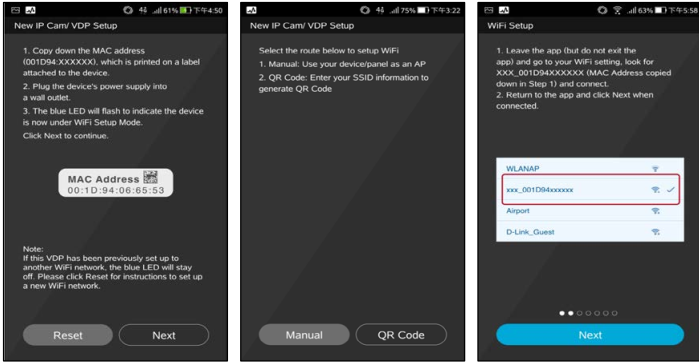 4G 61% 下午4:50
New IP Cam/ VDP Setup
1. Copy down the MAC address
(001D94:XXXXXX), which is printed on a label
attached to the device.
2. Plug the device's power supply into
a wall outlet.
3. The blue LED will flash to indicate the device
is now under WiFi Setup Mode.
Click Next to continue.
MAC Address
00:1D:94:06:65:53
Note:
If this VDP has been previously set up to
another WiFi network, the blue LED will stay
off. Please click Reset for instructions to set up
a new WiFi network.
Reset
Next
4G 75% 下午3:22
New IP Cam/ VDP Setup
Select the route below to setup WiFi
1. Manual: Use your device/panel as an AP
2. QR Code: Enter your SSID information to
generate QR Code
Manual
QR Code
63% 下午5:58
WiFi Setup
1. Leave the app (but do not exit the
app) and go to your WiFi setting, look for
XXX_001D94XXXXXX (MAC Address copied
down in Step 1) and connect.
2. Return to the app and click Next when
connected.
WLANAP
xxx_001D94xxxxxx
Airport
D-Link_Guest
Next